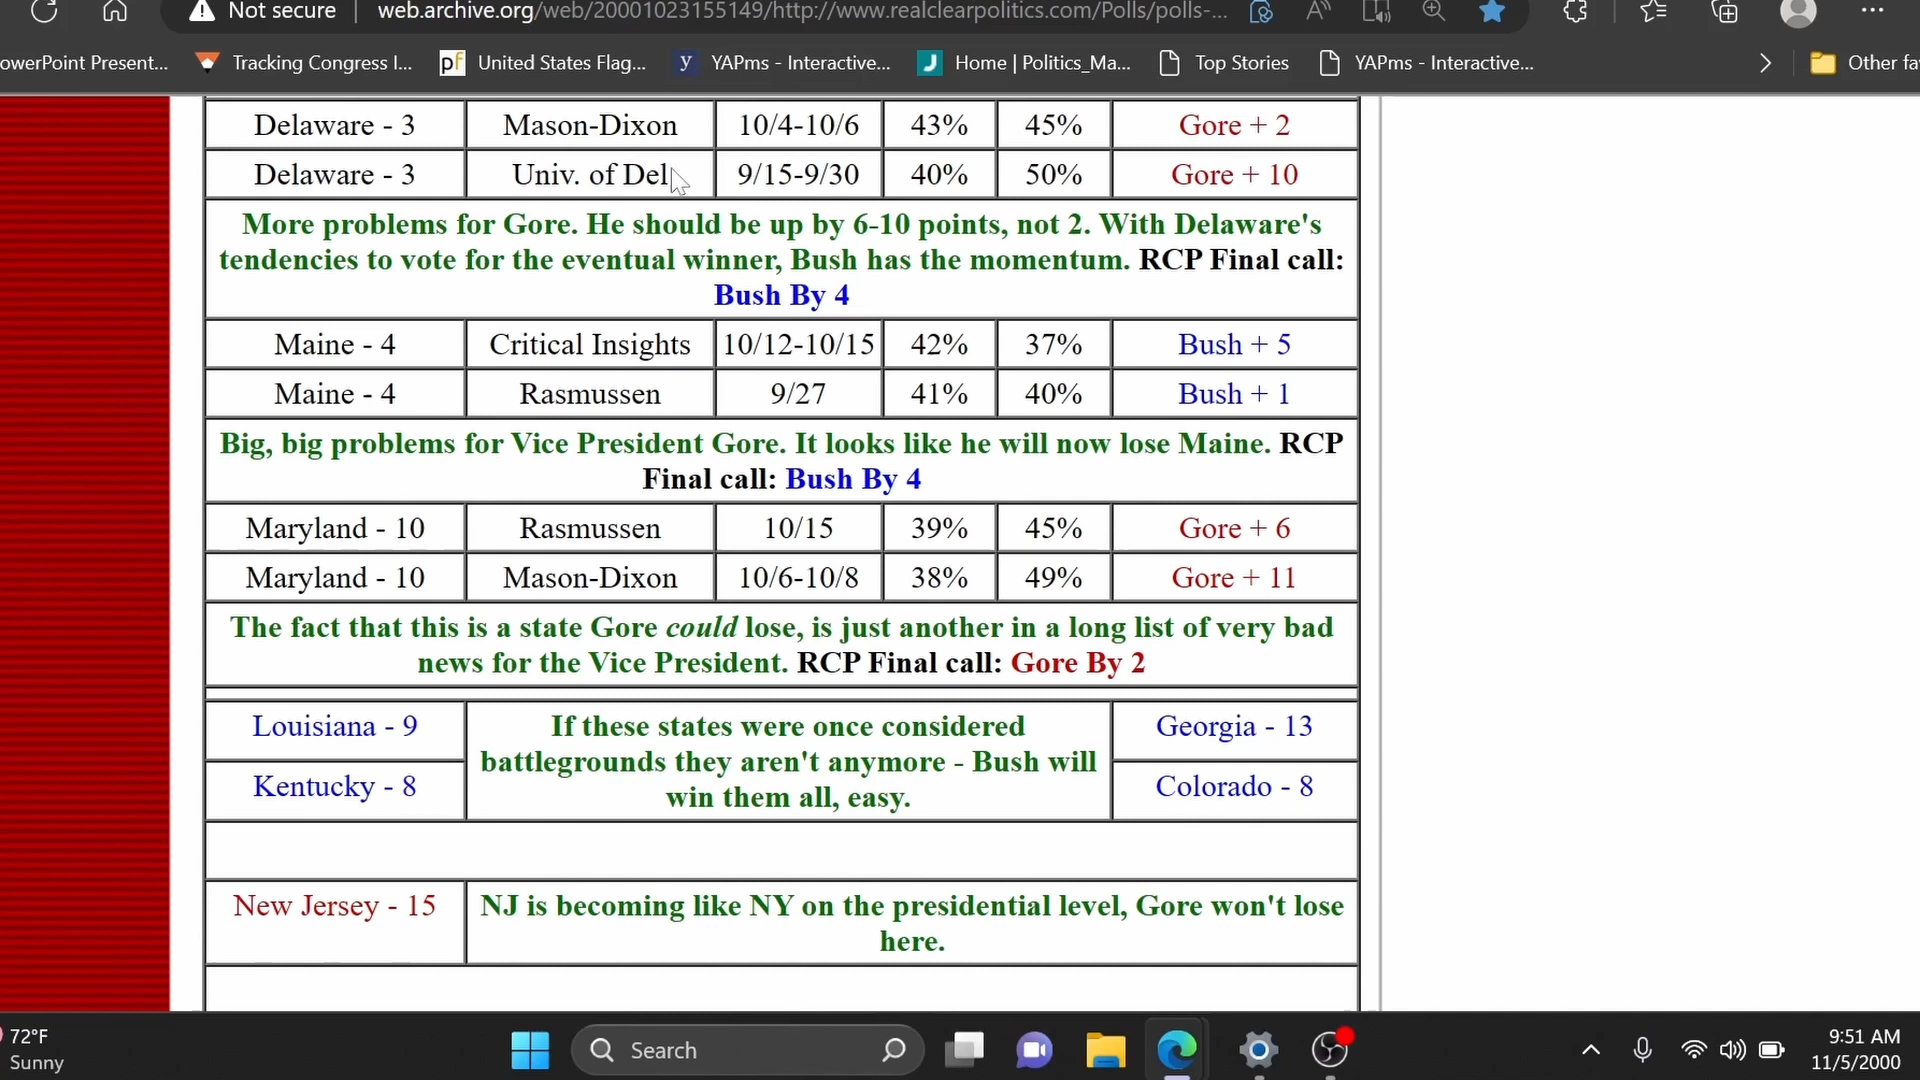 Not secure | web.archive.org/web/20001023155149/http://www.realclearpolitics.com/Polls/polls-...
owerPoint Present... Tracking Congress I... pf United States Flag... y YAPms - Interactive... J Home | Politics_Ma... Top Stories YAPms - Interactive... Other fa
Delaware - 3 Mason-Dixon 10/4-10/6 43% 45% Gore + 2
Delaware - 3 Univ. of Del 9/15-9/30 40% 50% Gore + 10
More problems for Gore. He should be up by 6-10 points, not 2. With Delaware's
tendencies to vote for the eventual winner, Bush has the momentum. RCP Final call:
Bush By 4
Maine - 4 Critical Insights 10/12-10/15 42% 37% Bush + 5
Maine - 4 Rasmussen 9/27 41% 40% Bush + 1
Big, big problems for Vice President Gore. It looks like he will now lose Maine. RCP
Final call: Bush By 4
Maryland - 10 Rasmussen 10/15 39% 45% Gore + 6
Maryland - 10 Mason-Dixon 10/6-10/8 38% 49% Gore + 11
The fact that this is a state Gore could lose, is just another in a long list of very bad
news for the Vice President. RCP Final call: Gore By 2
Louisiana - 9 If these states were once considered Georgia - 13
battlegrounds they aren't anymore - Bush will
Kentucky - 8 win them all, easy. Colorado - 8
New Jersey - 15 NJ is becoming like NY on the presidential level, Gore won't lose
here.
72°F
Sunny
Search
9:51 AM
11/5/2000